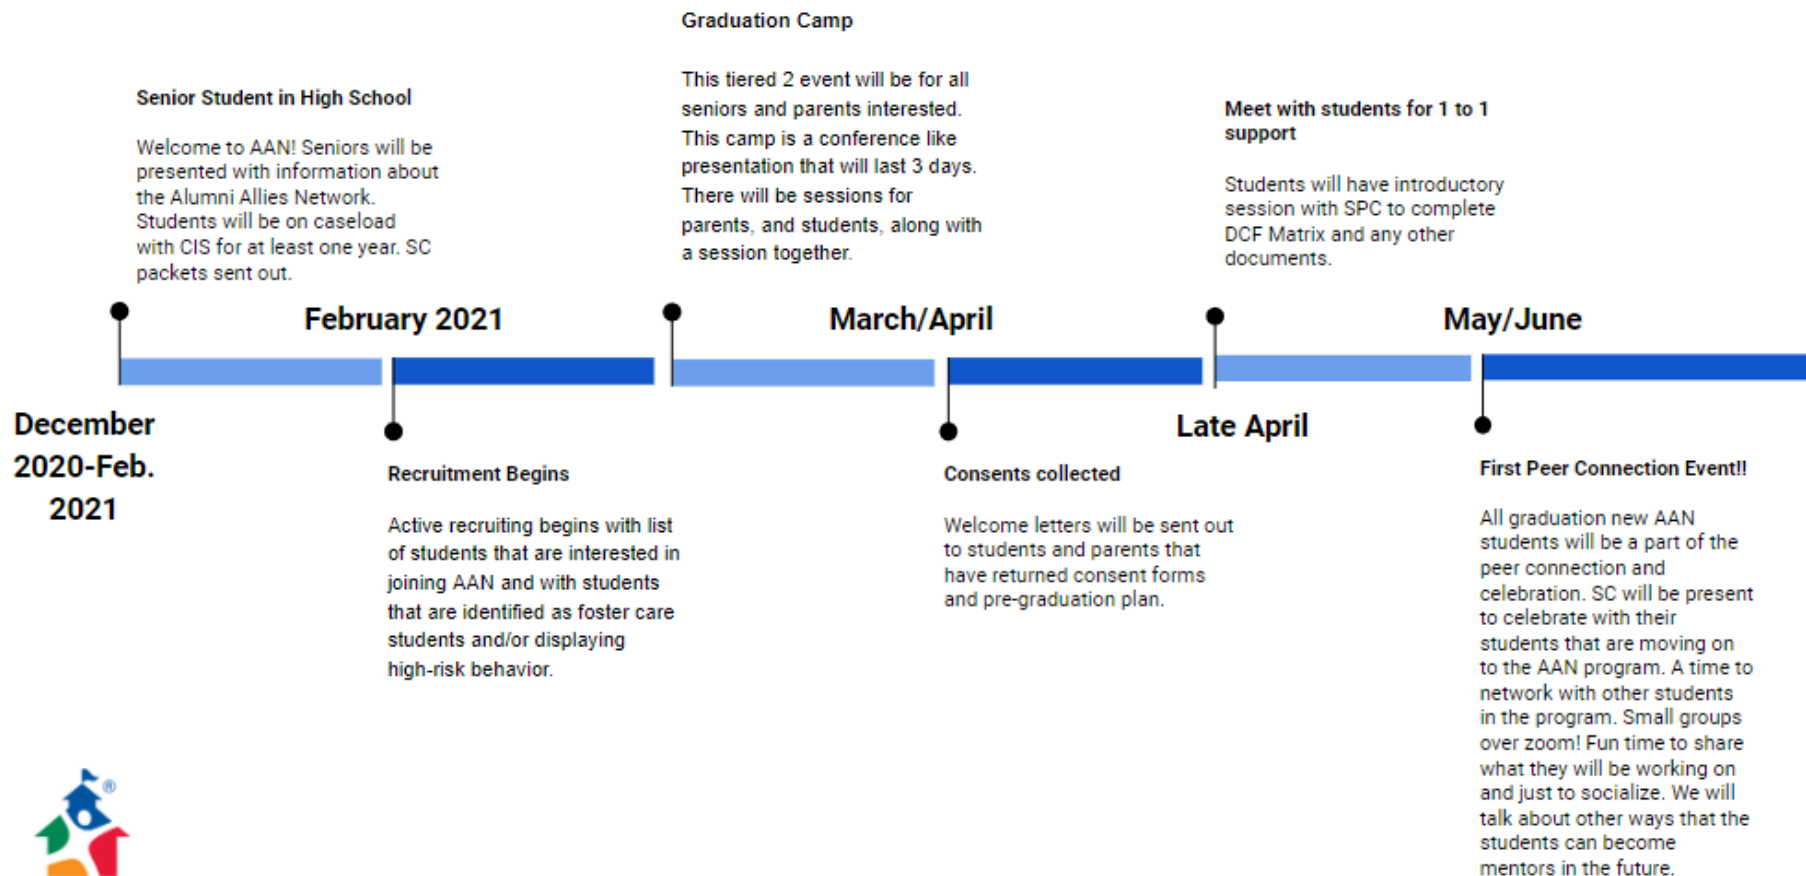 Graduation Camp
This tiered 2 event will be for all
seniors and parents interested.
This camp is a conference like
presentation that will last 3 days.
There will be sessions for
parents, and students, along with
a session together.
Senior Student in High School
Welcome to AAN! Seniors will be
presented with information about
the Alumni Allies Network.
Students will be on caseload
with CIS for at least one year. SC
packets sent out.
Meet with students for 1 to 1
support
Students will have introductory
session with SPC to complete
DCF Matrix and any other
documents.
February 2021
March/April
May/June
December
2020-Feb.
2021
Late April
Recruitment Begins
Active recruiting begins with list
of students that are interested in
joining AAN and with students
that are identified as foster care
students and/or displaying
high-risk behavior.
Consents collected
Welcome letters will be sent out
to students and parents that
have returned consent forms
and pre-graduation plan.
First Peer Connection Event!!
All graduation new AAN
students will be a part of the
peer connection and
celebration. SC will be present
to celebrate with their
students that are moving on
to the AAN program. A time to
network with other students
in the program. Small groups
over zoom! Fun time to share
what they will be working on
and just to socialize. We will
talk about other ways that the
students can become
mentors in the future.
®